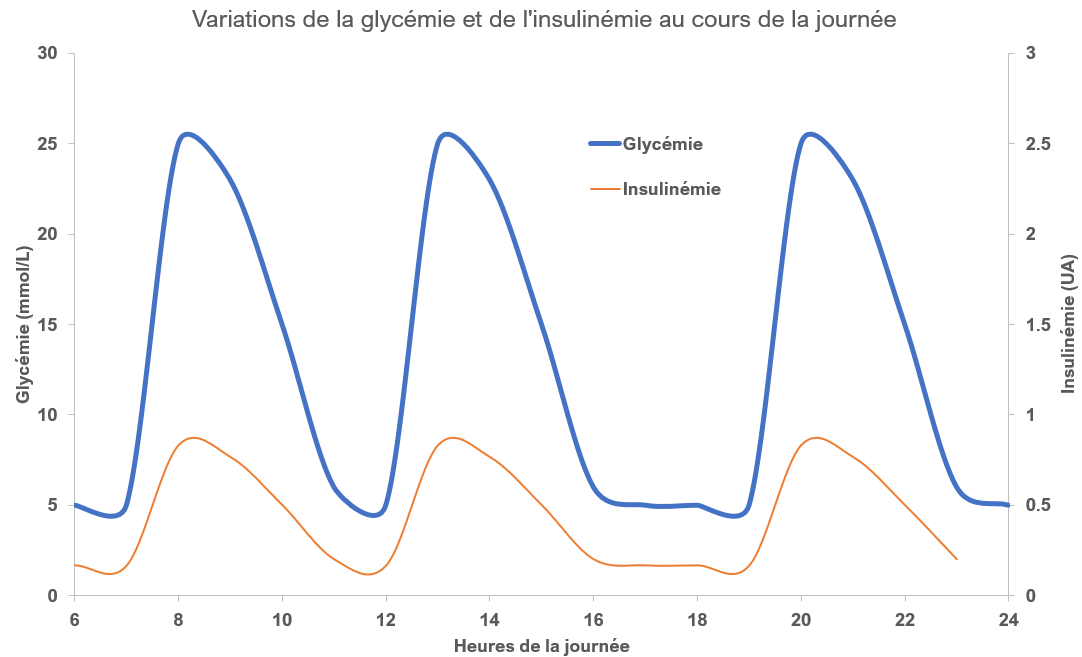 Variations de la glycémie et de l'insulinémie au cours de la journée
30
25
20
15
10
5
0
3
2.5
2
1.5
1
0.5
0
Glycémie (mmol/L)
Insulinémie (UA)
Glycémie
Insulinémie
6 8 10 12 14 16 18 20 22 24
Heures de la journée